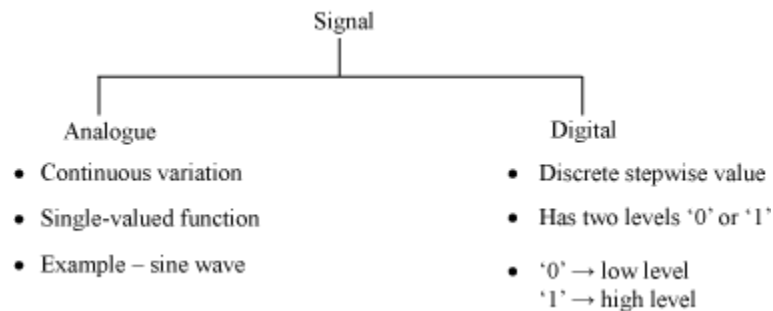 Signal
Analogue
• Continuous variation
• Single-valued function
• Example – sine wave
Digital
• Discrete stepwise value
• Has two levels ‘0’ or ‘1’
• ‘0’ → low level
‘1’ → high level